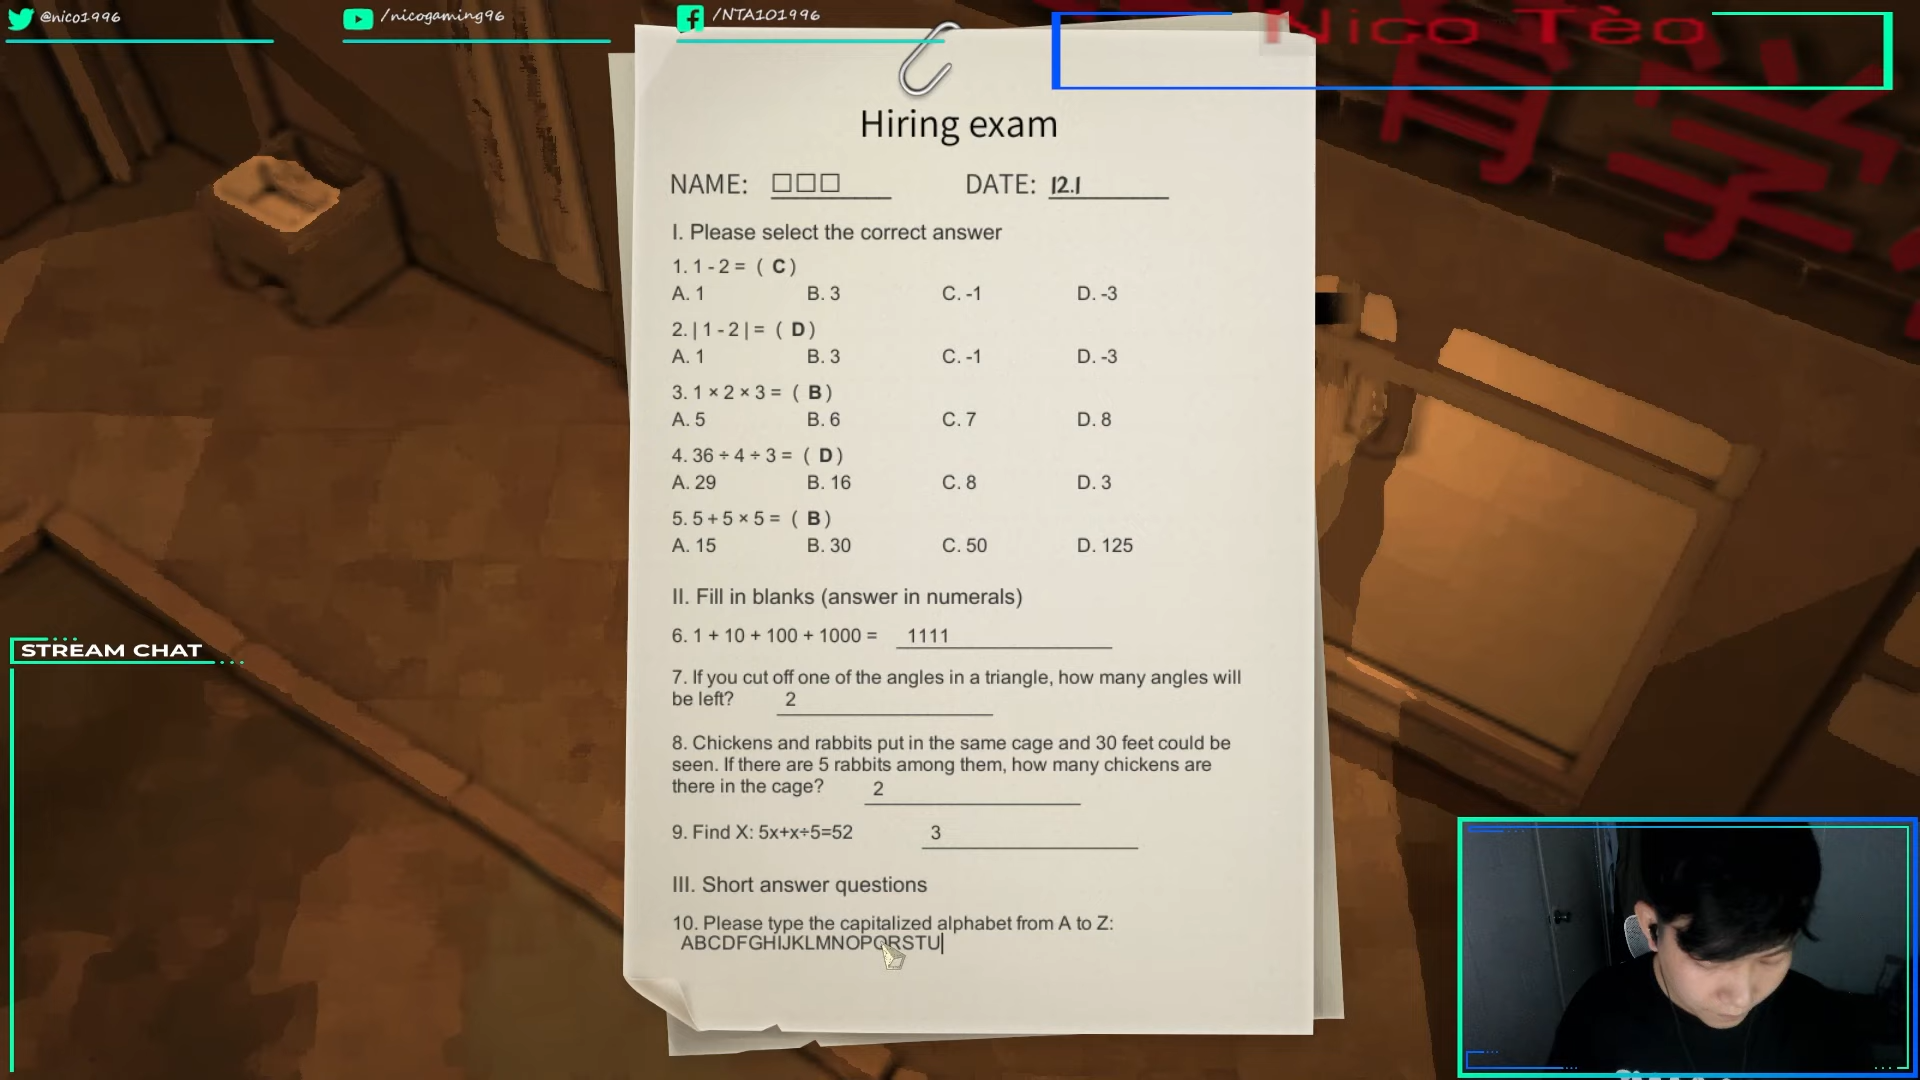 @nico1996
/nicogaming96
/NTA101996
Nico Tèo
育学
Hiring exam
NAME: □□□ DATE: 12.1
I. Please select the correct answer
1. 1 - 2 = ( C )
A. 1 B. 3 C. -1 D. -3
2. | 1 - 2 | = ( D )
A. 1 B. 3 C. -1 D. -3
3. 1 × 2 × 3 = ( B )
A. 5 B. 6 C. 7 D. 8
4. 36 ÷ 4 ÷ 3 = ( D )
A. 29 B. 16 C. 8 D. 3
5. 5 + 5 × 5 = ( B )
A. 15 B. 30 C. 50 D. 125
II. Fill in blanks (answer in numerals)
6. 1 + 10 + 100 + 1000 = 1111
7. If you cut off one of the angles in a triangle, how many angles will
be left? 2
8. Chickens and rabbits put in the same cage and 30 feet could be
seen. If there are 5 rabbits among them, how many chickens are
there in the cage? 2
9. Find X: 5x+x÷5=52 3
III. Short answer questions
10. Please type the capitalized alphabet from A to Z:
ABCDFGHIJKLMNOPQRSTU
STREAM CHAT